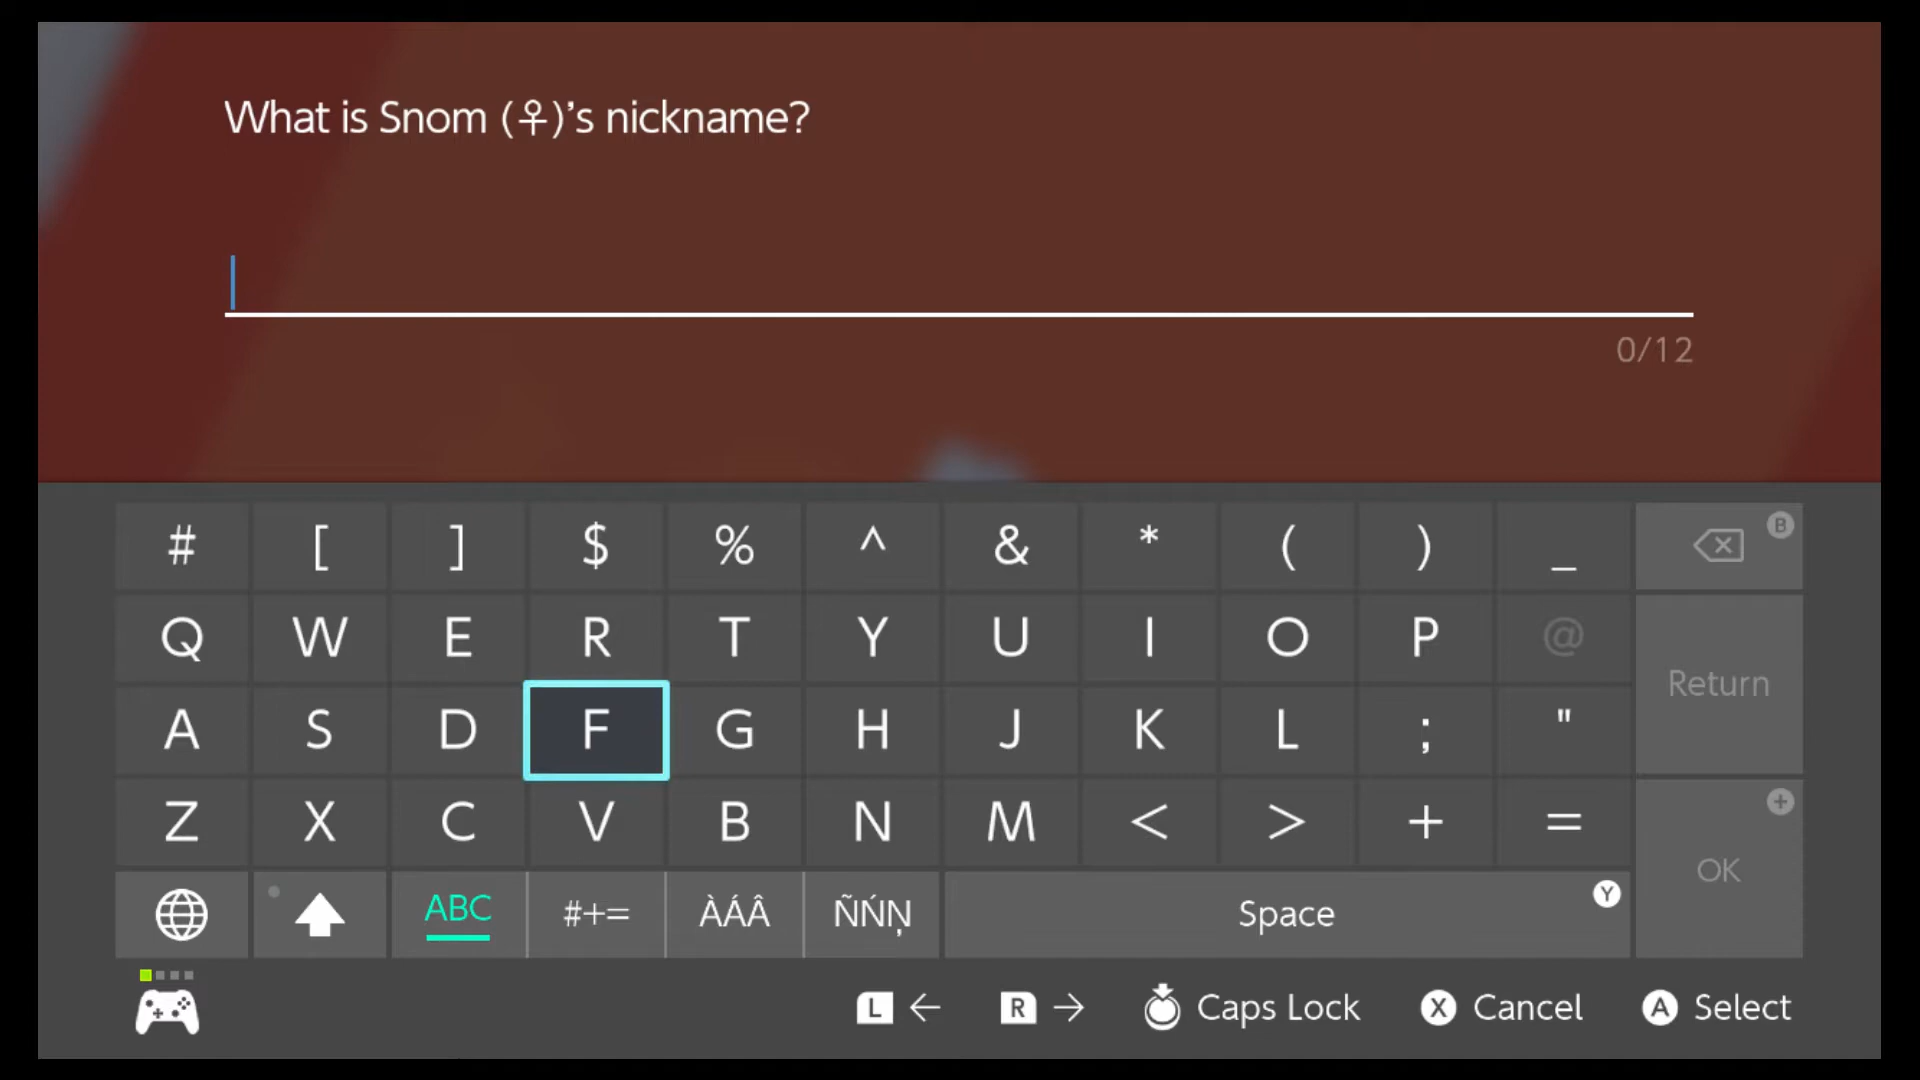 What is Snom (♀)'s nickname?
0/12
# [ ] $ % ^ & * ( ) _ B
Q W E R T Y U I O P @
Return
A S D F G H J K L ; "
Z X C V B N M < > + =
OK
ABC #+= ÀÁÂ ÑŃŅ Space Y
L ← R → Caps Lock X Cancel A Select